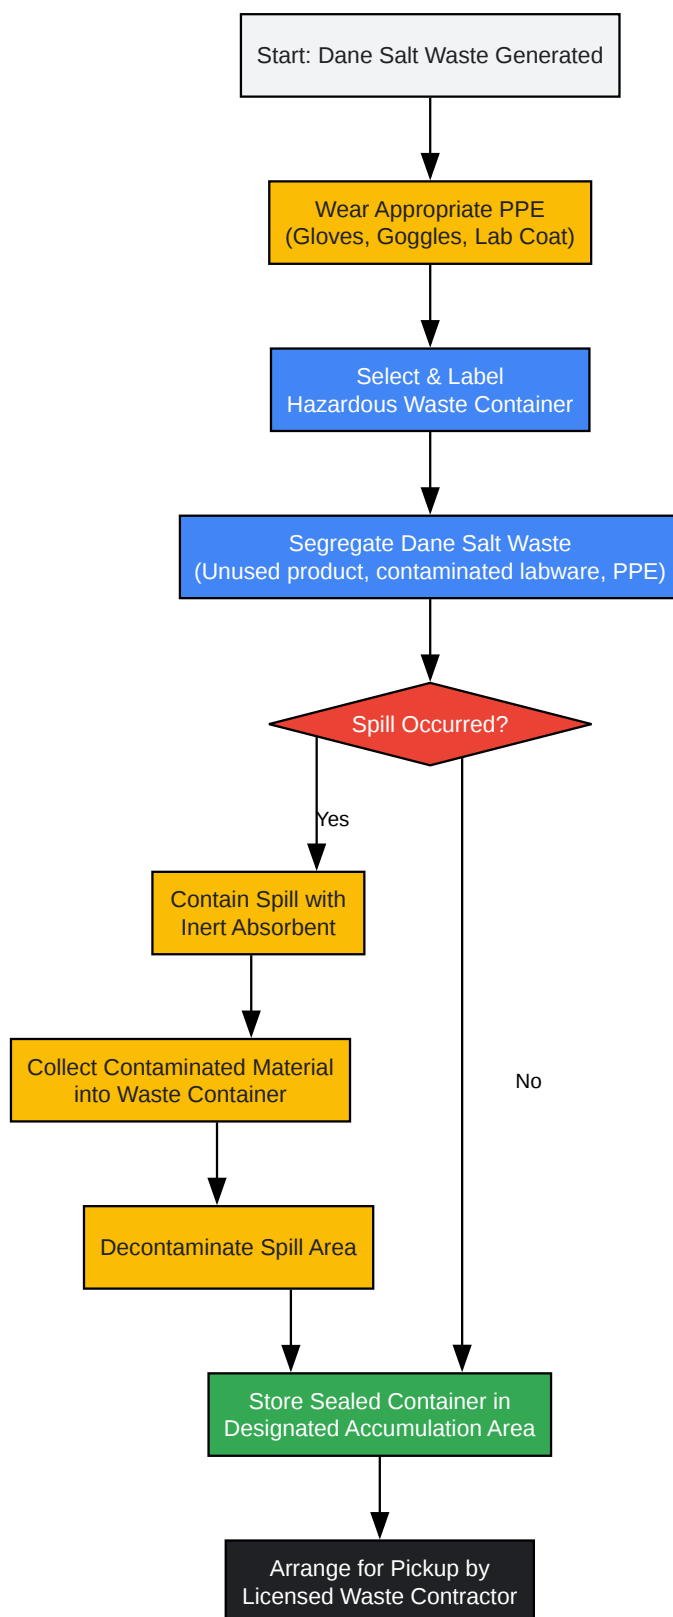 Start: Dane Salt Waste Generated
Wear Appropriate PPE
(Gloves, Goggles, Lab Coat)
Select & Label
Hazardous Waste Container
Segregate Dane Salt Waste
(Unused product, contaminated labware, PPE)
Spill Occurred?
Yes
Contain Spill with
Inert Absorbent
Collect Contaminated Material
into Waste Container
No
Decontaminate Spill Area
Store Sealed Container in
Designated Accumulation Area
Arrange for Pickup by
Licensed Waste Contractor